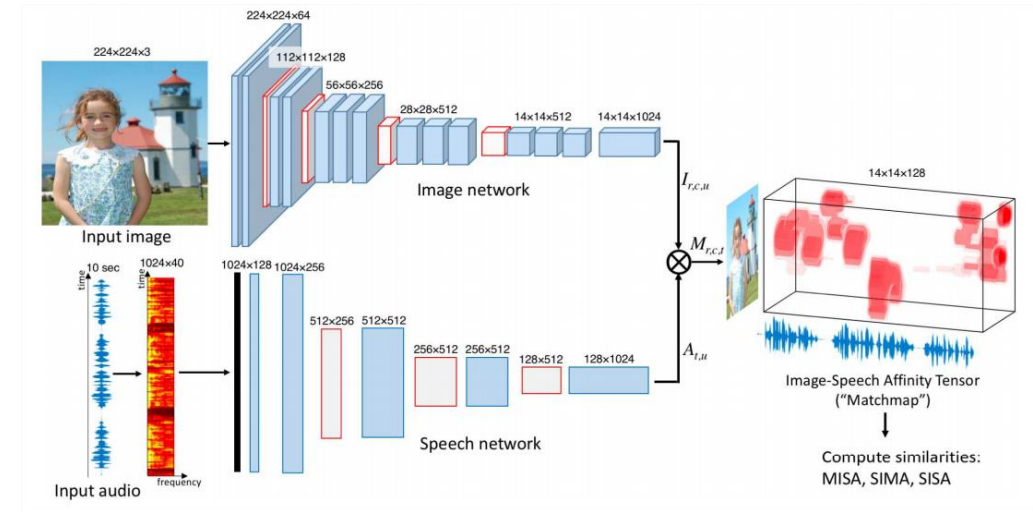 224×224×64
224×224×3
112×112×128
56×56×256
28×28×512
14×14×512
14×14×1024
Image network
Input image
I r,c,u
M r,c,t
A t,u
14×14×128
time
10 sec
time
1024×40
1024×128
1024×256
512×256
512×512
256×512
256×512
128×512
128×1024
Speech network
frequency
Input audio
Image-Speech Affinity Tensor
(“Matchmap”)
Compute similarities:
MISA, SIMA, SISA